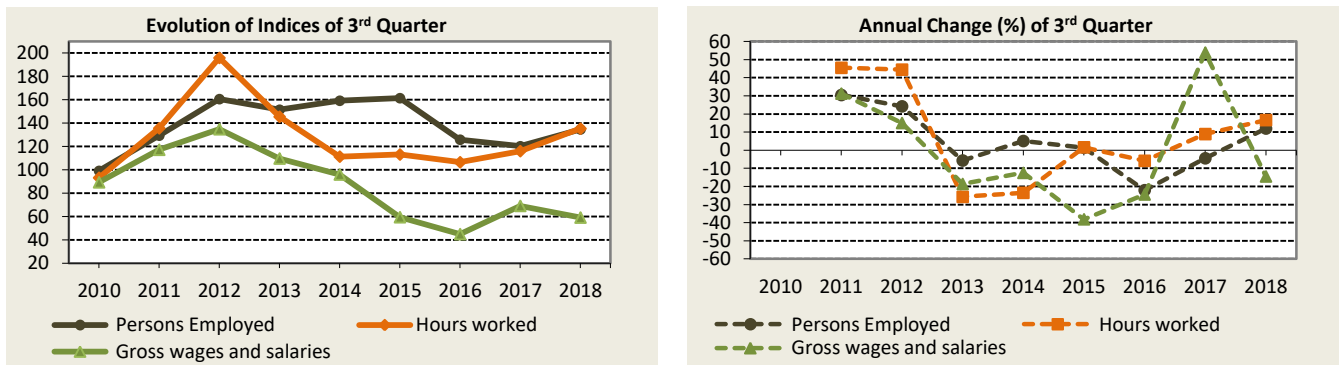 Evolution of Indices of 3rd Quarter
200
180
160
140
120
100
80
60
40
20
2010 2011 2012 2013 2014 2015 2016 2017 2018
Persons Employed Hours worked
Gross wages and salaries
Annual Change (%) of 3rd Quarter
60
50
40
30
20
10
0
-10
-20
-30
-40
-50
-60
2010 2011 2012 2013 2014 2015 2016 2017 2018
Persons Employed Hours worked
Gross wages and salaries